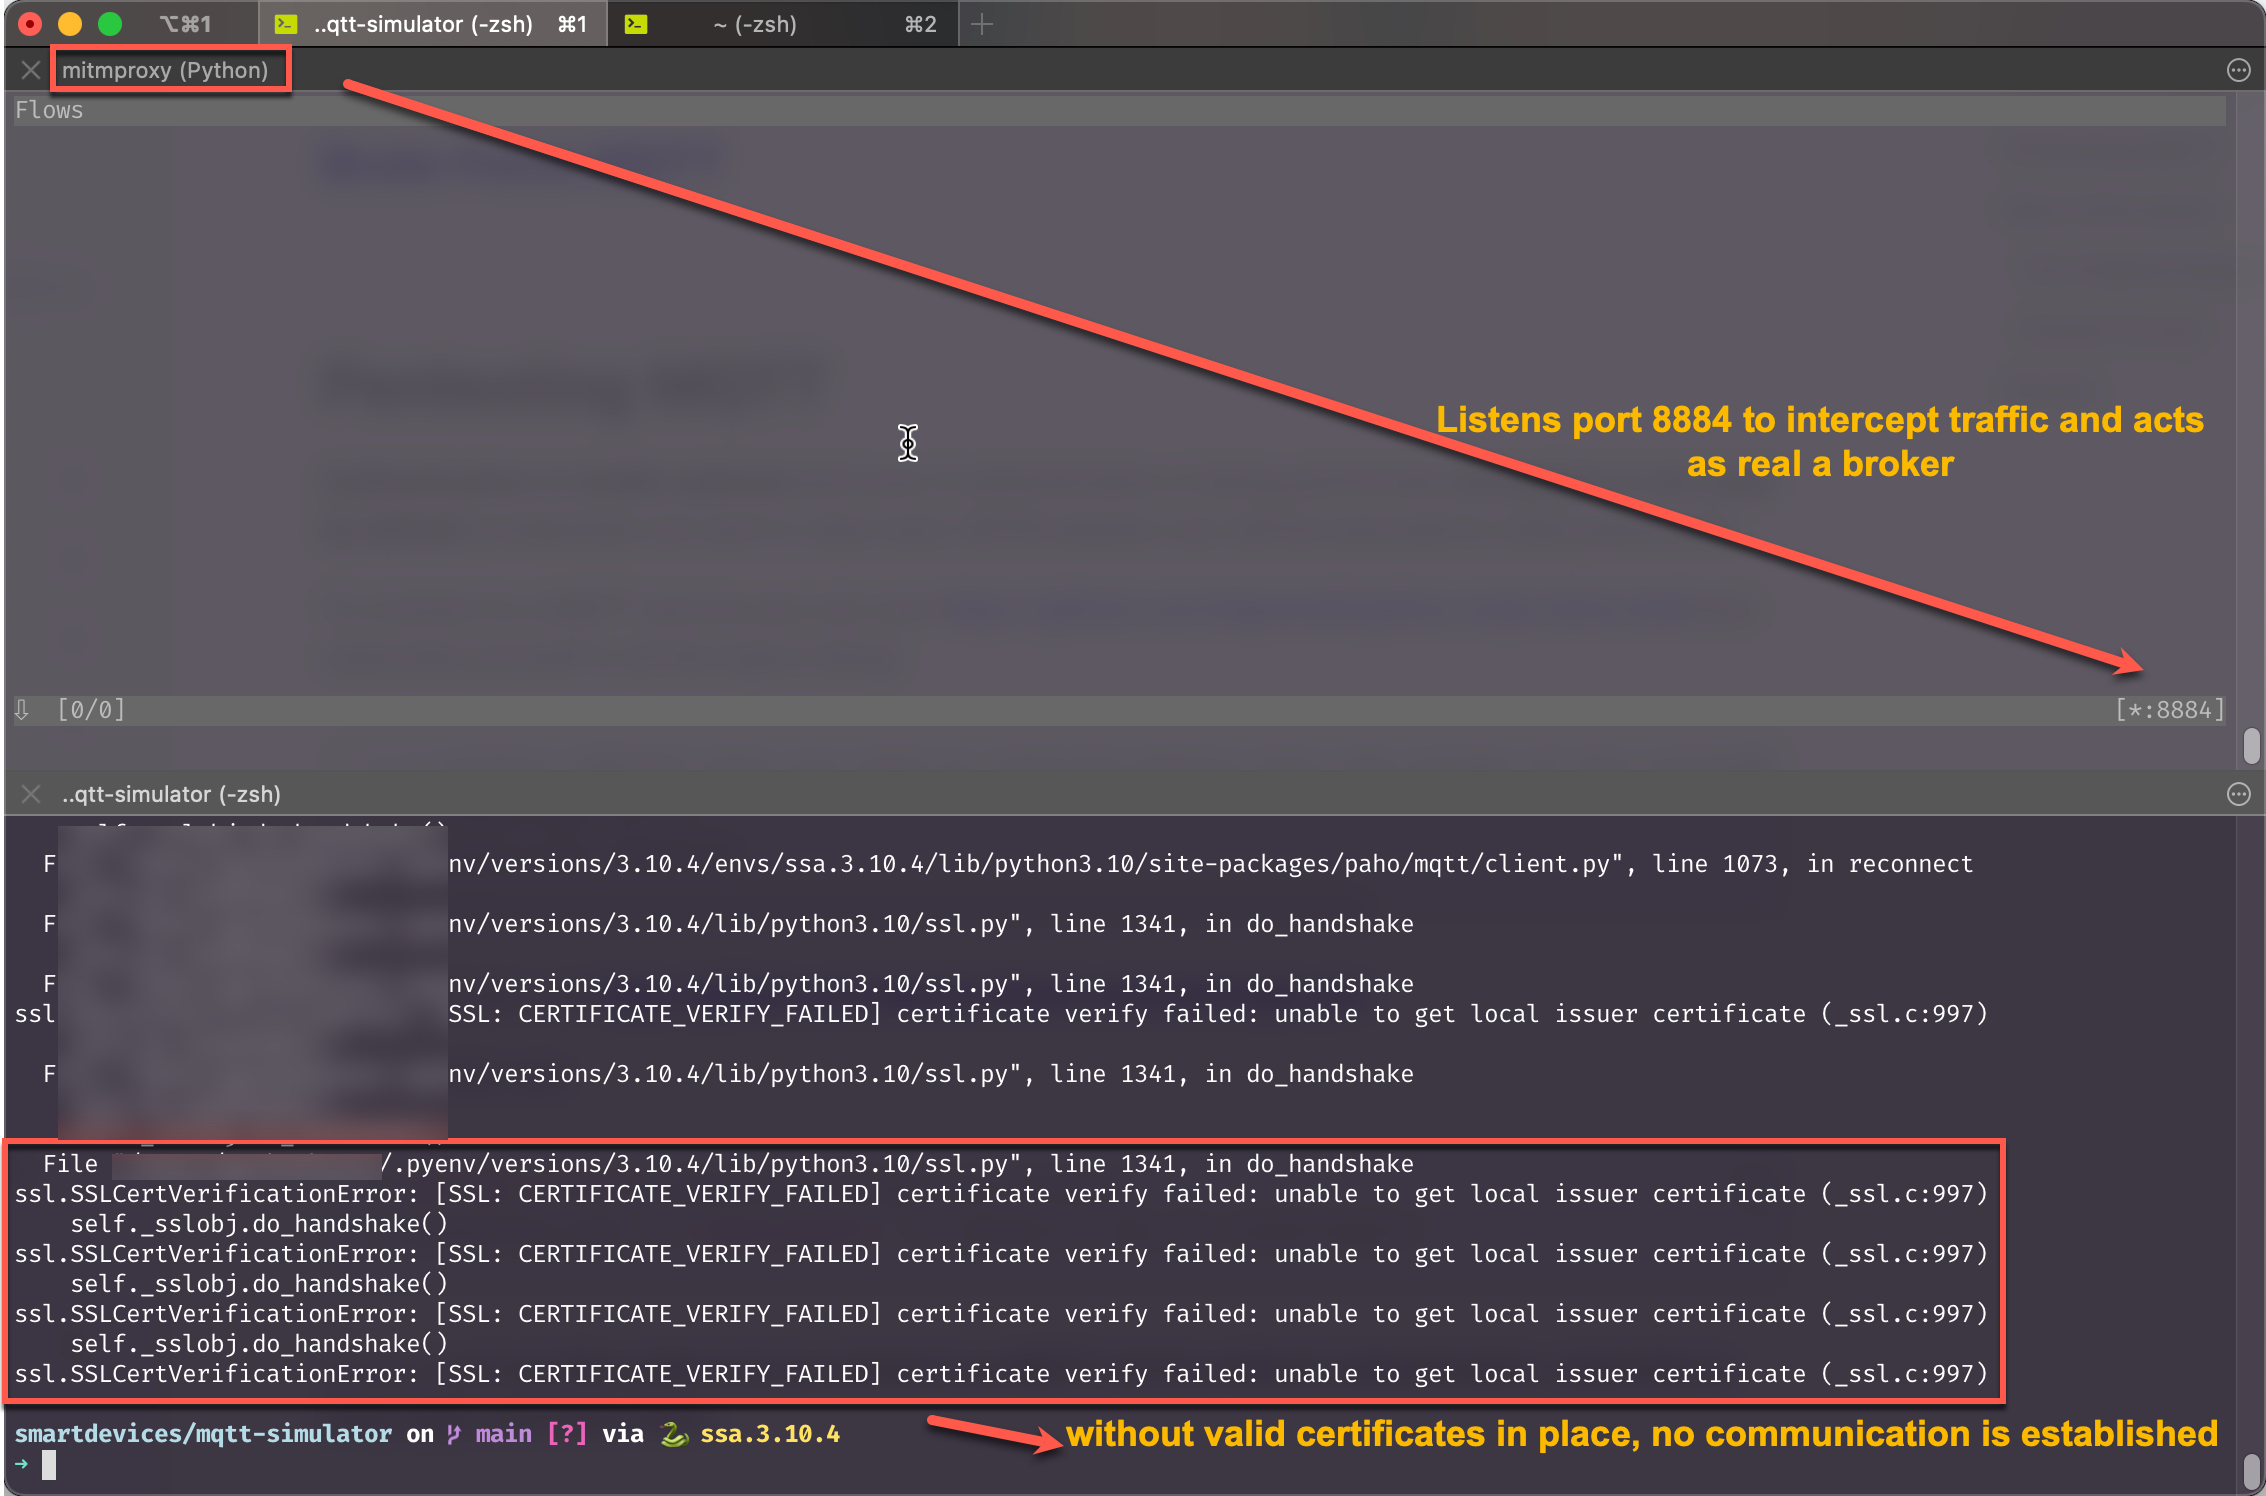 ⌥⌘1
..qtt-simulator (-zsh) ⌘1
~ (-zsh) ⌘2
mitmproxy (Python)
Flows
Listens port 8884 to intercept traffic and acts
as real a broker
⇩ [0/0] [*:8884]
..qtt-simulator (-zsh)
F nv/versions/3.10.4/envs/ssa.3.10.4/lib/python3.10/site-packages/paho/mqtt/client.py", line 1073, in reconnect
F nv/versions/3.10.4/lib/python3.10/ssl.py", line 1341, in do_handshake
F nv/versions/3.10.4/lib/python3.10/ssl.py", line 1341, in do_handshake
ssl SSL: CERTIFICATE_VERIFY_FAILED] certificate verify failed: unable to get local issuer certificate (_ssl.c:997)
F nv/versions/3.10.4/lib/python3.10/ssl.py", line 1341, in do_handshake
File /.pyenv/versions/3.10.4/lib/python3.10/ssl.py", line 1341, in do_handshake
ssl.SSLCertVerificationError: [SSL: CERTIFICATE_VERIFY_FAILED] certificate verify failed: unable to get local issuer certificate (_ssl.c:997)
self._sslobj.do_handshake()
ssl.SSLCertVerificationError: [SSL: CERTIFICATE_VERIFY_FAILED] certificate verify failed: unable to get local issuer certificate (_ssl.c:997)
self._sslobj.do_handshake()
ssl.SSLCertVerificationError: [SSL: CERTIFICATE_VERIFY_FAILED] certificate verify failed: unable to get local issuer certificate (_ssl.c:997)
self._sslobj.do_handshake()
ssl.SSLCertVerificationError: [SSL: CERTIFICATE_VERIFY_FAILED] certificate verify failed: unable to get local issuer certificate (_ssl.c:997)
smartdevices/mqtt-simulator on main [?] via 🐍 ssa.3.10.4
without valid certificates in place, no communication is established
→